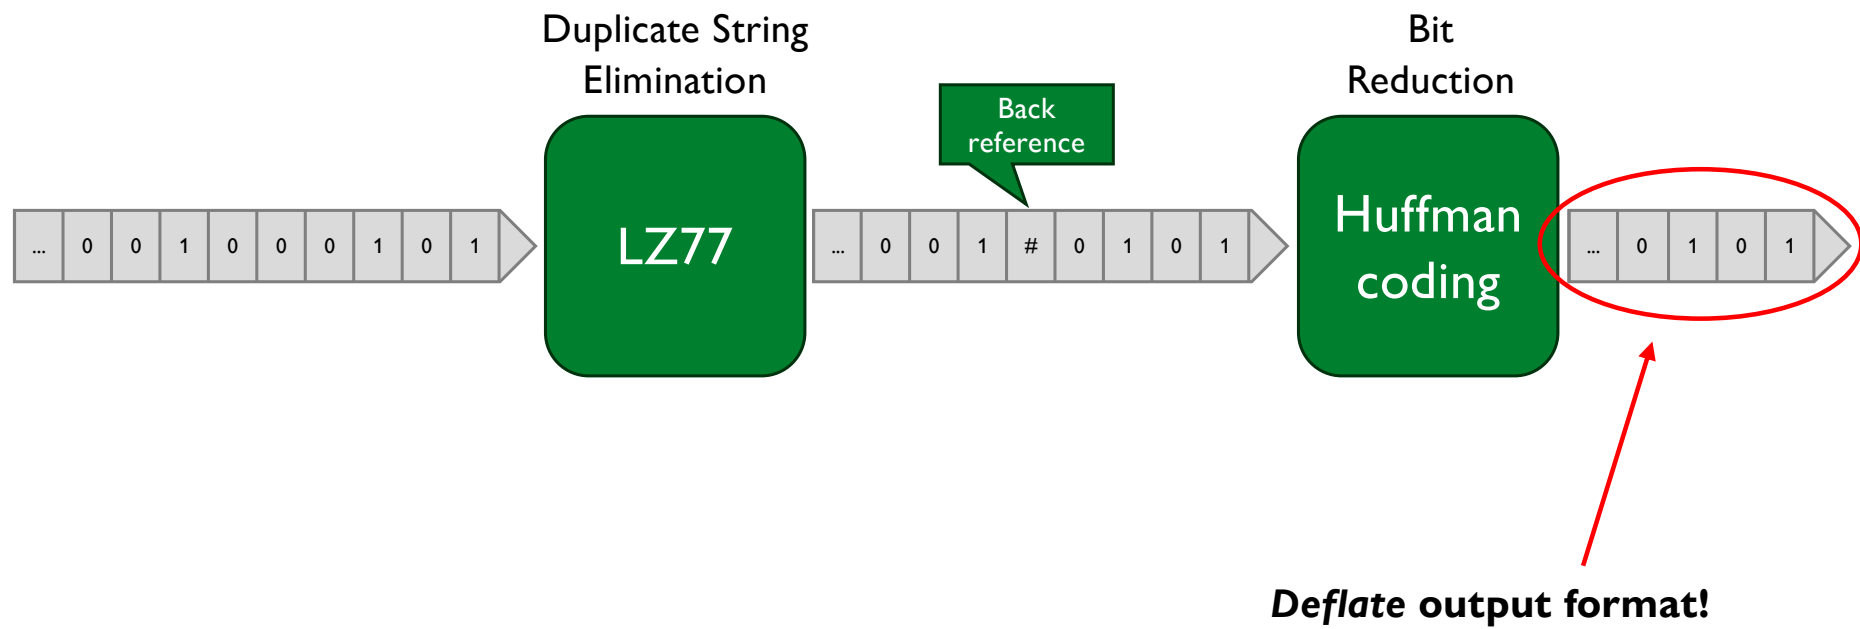 Duplicate String
Elimination
Bit
Reduction
Back
reference
... 0 0 1 0 0 0 1 0 1
LZ77
... 0 0 1 # 0 1 0 1
Huffman
coding
... 0 1 0 1
Deflate output format!